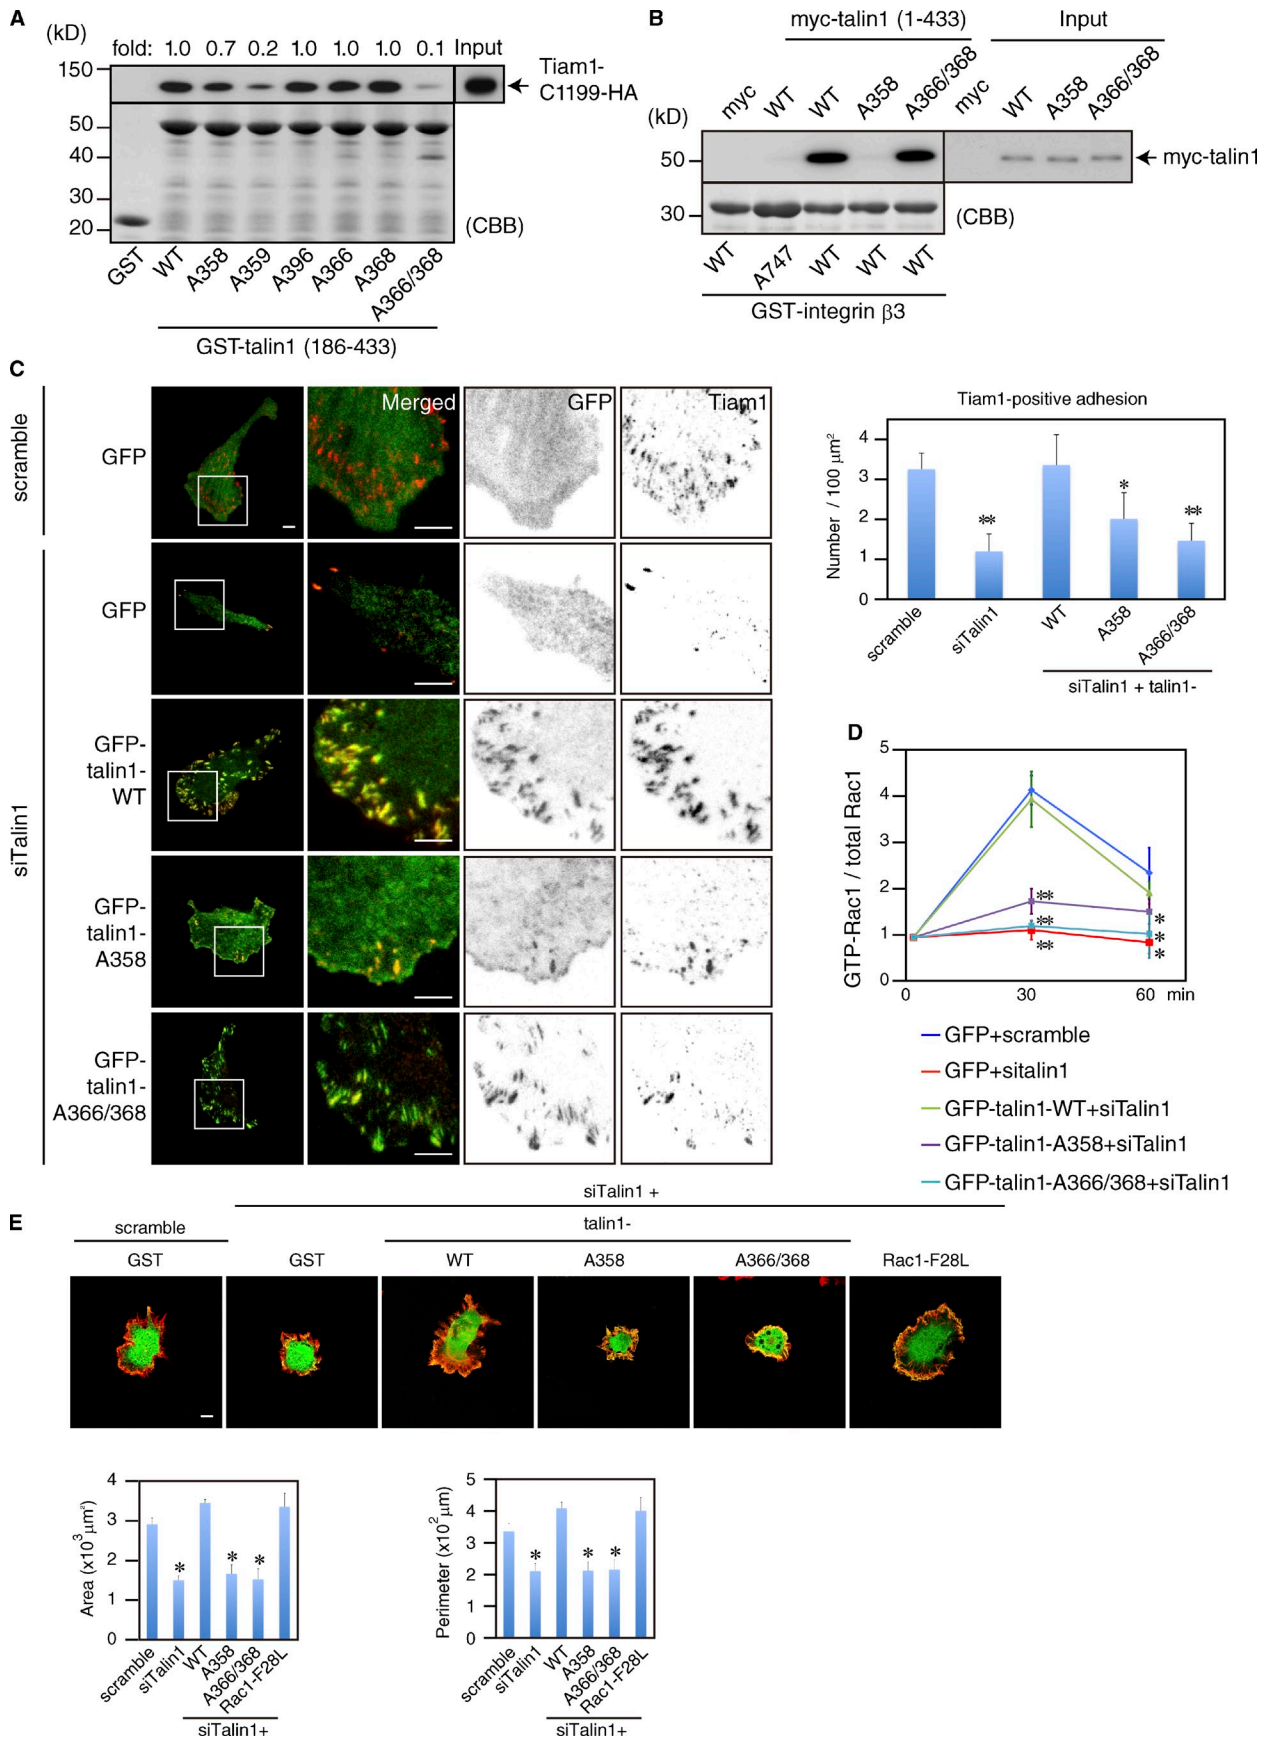 A
(kD)
fold: 1.0 0.7 0.2 1.0 1.0 1.0 0.1 Input
150
50
40
30
20
Tiam1-
C1199-HA
(CBB)
GST WT A358 A359 A396 A366 A368 A366/368
GST-talin1 (186-433)
B
myc-talin1 (1-433) Input
myc WT WT A358 A366/368 myc WT A358 A366/368
(kD)
50
30
myc-talin1
(CBB)
WT A747 WT WT WT
GST-integrin β3
C
scramble
siTalin1
Merged GFP Tiam1
GFP
GFP
GFP-
talin1-
WT
GFP-
talin1-
A358
GFP-
talin1-
A366/368
Tiam1-positive adhesion
Number / 100 µm²
4
3
2
1
0
**
*
**
scramble siTalin1 WT A358 A366/368
siTalin1 + talin1-
D
GTP-Rac1 / total Rac1
5
4
3
2
1
0
**
**
**
*
*
*
0 30 60 min
GFP+scramble
GFP+sitalin1
GFP-talin1-WT+siTalin1
GFP-talin1-A358+siTalin1
GFP-talin1-A366/368+siTalin1
E
siTalin1 +
scramble talin1-
GST GST WT A358 A366/368 Rac1-F28L
Area (x10³µm²)
4
3
2
1
0
* * *
scramble siTalin1 WT A358 A366/368 Rac1-F28L
siTalin1+
Perimeter (x10²µm)
5
4
3
2
1
0
* * *
scramble siTalin1 WT A358 A366/368 Rac1-F28L
siTalin1+